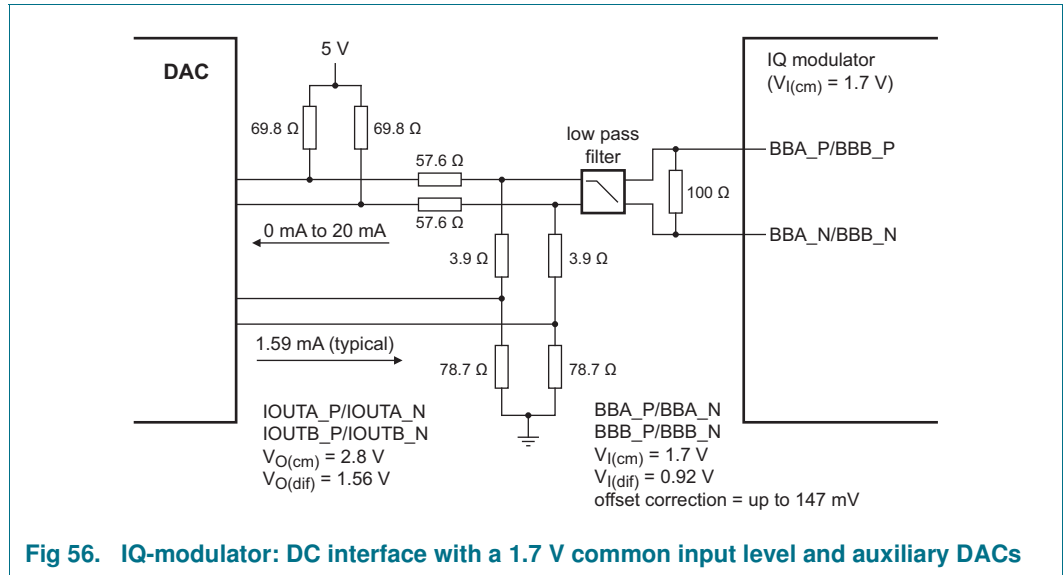 5 V
DAC
IQ modulator
(VI(cm) = 1.7 V)
69.8 Ω
69.8 Ω
low pass
filter
57.6 Ω
BBA_P/BBB_P
100 Ω
57.6 Ω
BBA_N/BBB_N
0 mA to 20 mA
3.9 Ω
3.9 Ω
1.59 mA (typical)
78.7 Ω
78.7 Ω
IOUTA_P/IOUTA_N
IOUTB_P/IOUTB_N
VO(cm) = 2.8 V
VO(dif) = 1.56 V
BBA_P/BBA_N
BBB_P/BBB_N
VI(cm) = 1.7 V
VI(dif) = 0.92 V
offset correction = up to 147 mV
Fig 56. IQ-modulator: DC interface with a 1.7 V common input level and auxiliary DACs